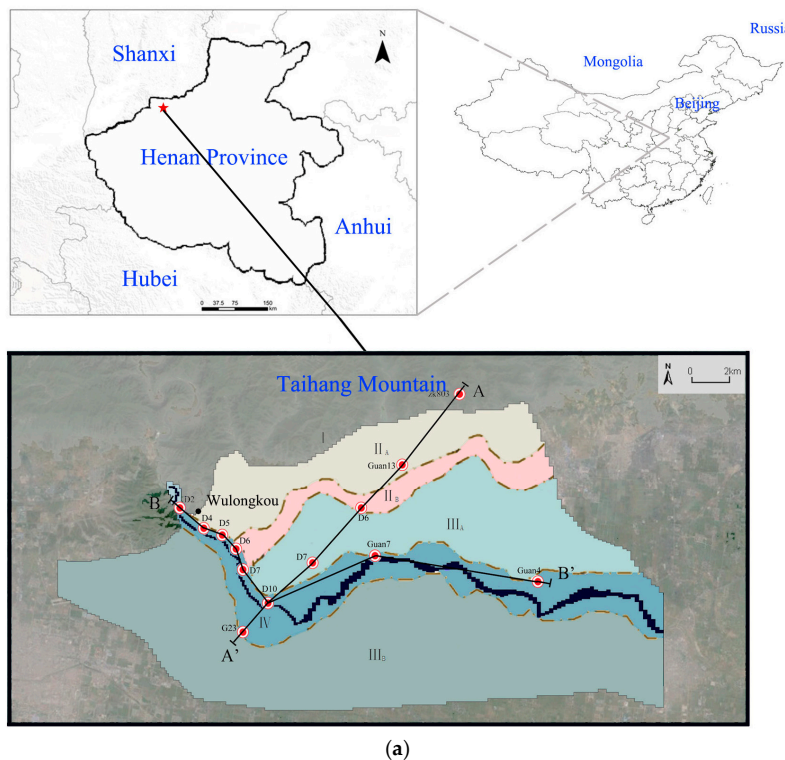 Shanxi
N
Henan Province
Anhui
Hubei
0 37.5 75 150
km
Russia
Mongolia
Beijing
Taihang Mountain
N
0 2km
zk803
A
I
II A
Guan13
II B
D6
B
D2
Wulongkou
D4
D5
D6
D7
III A
Guan7
D7
Guan4
B'
D10
IV
G23
A'
III B
(a)